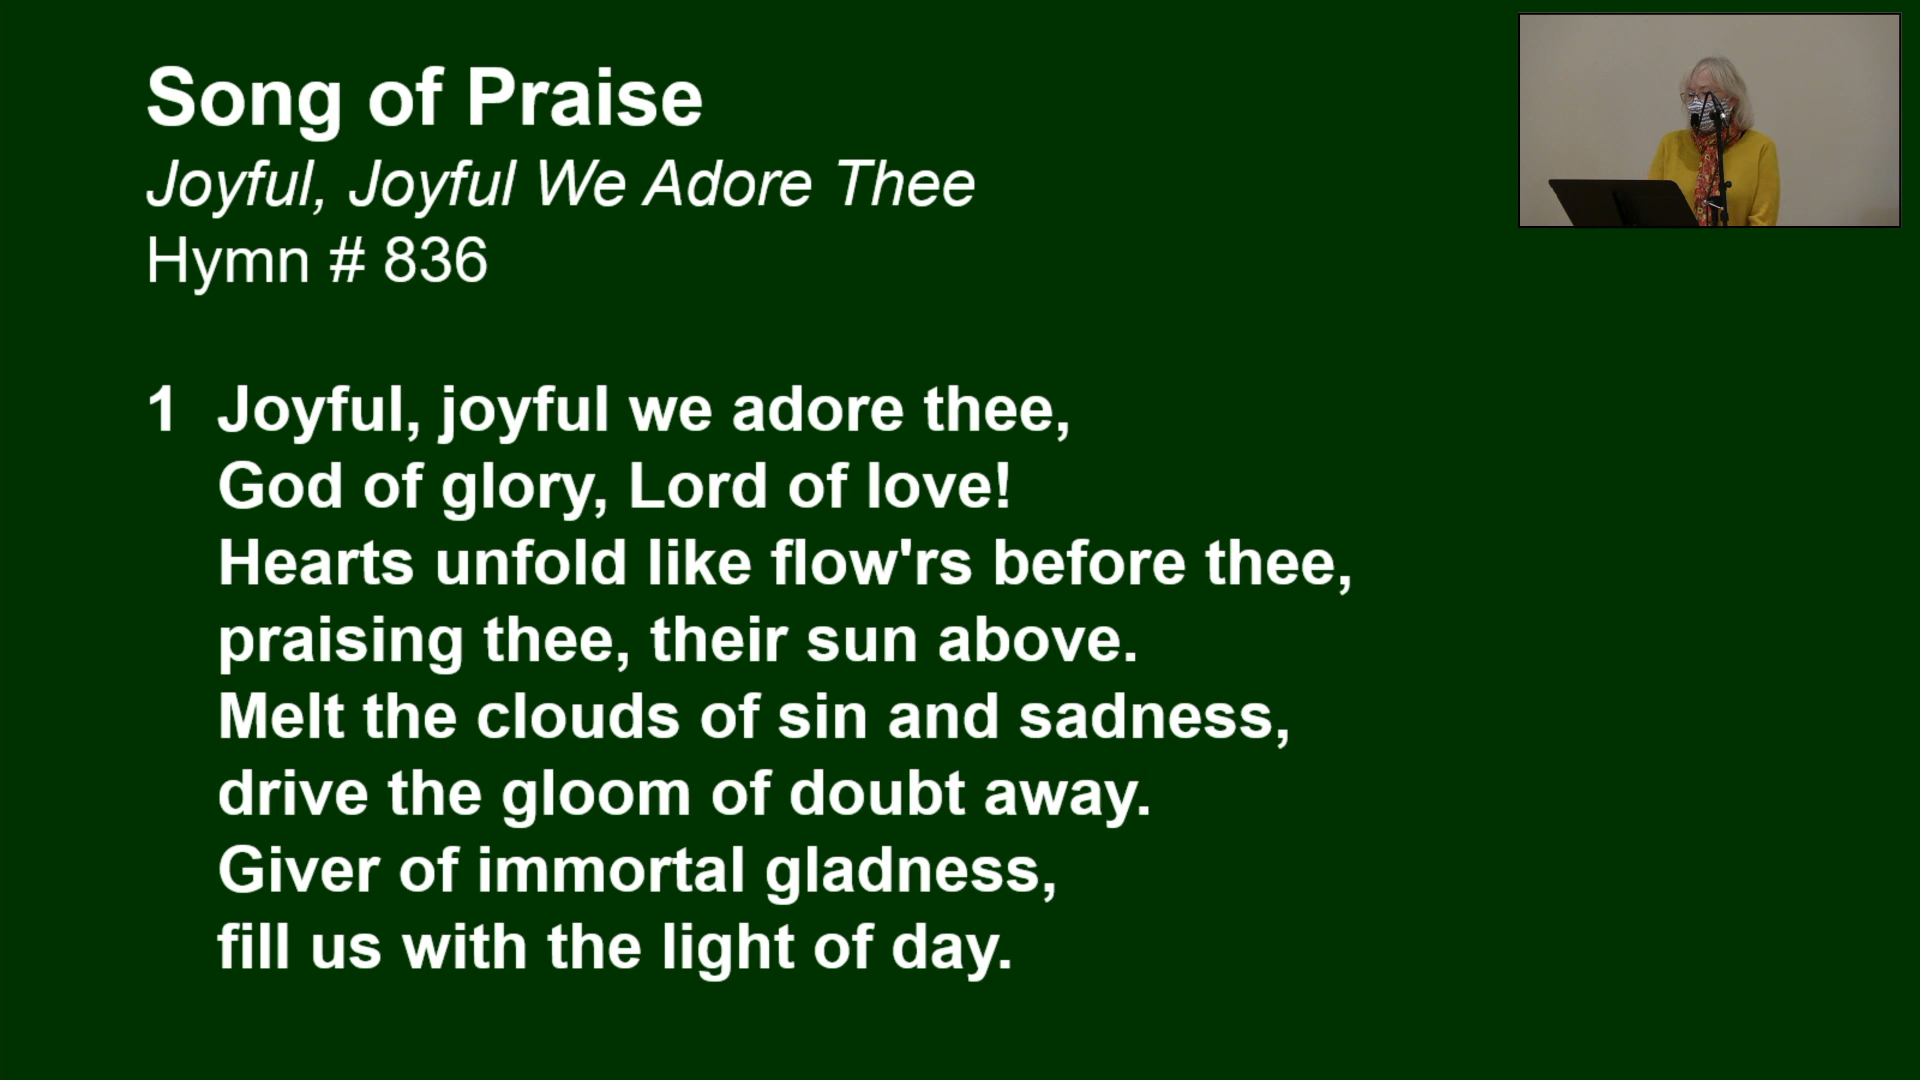 Song of Praise
Joyful, Joyful We Adore Thee
Hymn # 836
1 Joyful, joyful we adore thee,
God of glory, Lord of love!
Hearts unfold like flow'rs before thee,
praising thee, their sun above.
Melt the clouds of sin and sadness,
drive the gloom of doubt away.
Giver of immortal gladness,
fill us with the light of day.